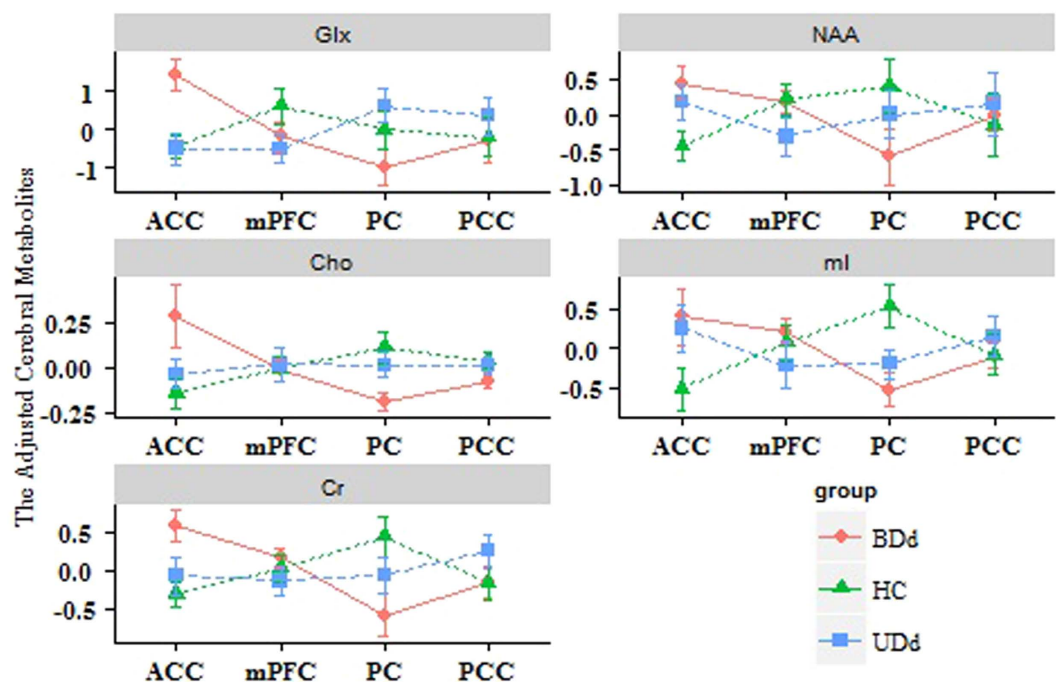 The Adjusted Cerebral Metabolites
Glx
1
0
-1
ACC mPFC PC PCC
NAA
0.5
0.0
-0.5
-1.0
ACC mPFC PC PCC
Cho
0.25
0.00
-0.25
ACC mPFC PC PCC
mI
0.5
0.0
-0.5
ACC mPFC PC PCC
Cr
0.5
0.0
-0.5
ACC mPFC PC PCC
group
BDd
HC
UDd